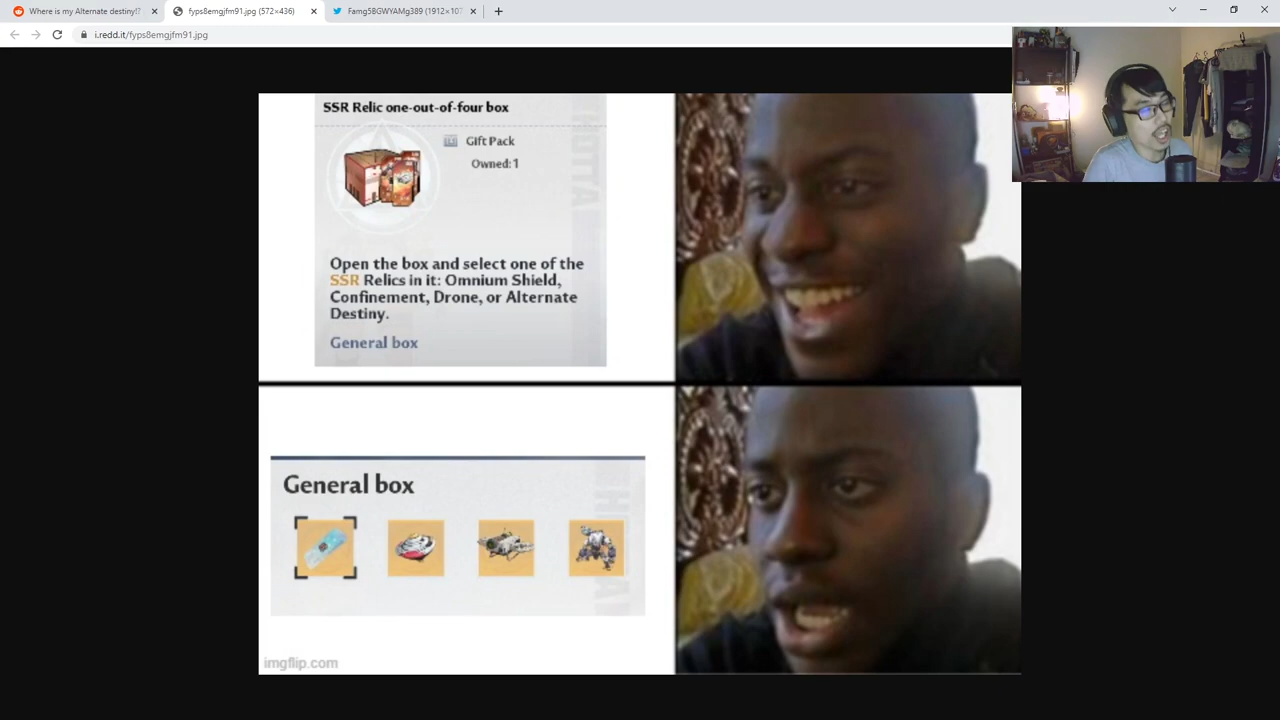 Where is my Alternate destiny!?
fyps8emgjfm91.jpg (572×436)
Famg5BGWYAMg389 (1912×107
i.redd.it/fyps8emgjfm91.jpg
SSR Relic one-out-of-four box
Gift Pack
Owned:1
Open the box and select one of the
SSR Relics in it: Omnium Shield,
Confinement, Drone, or Alternate
Destiny.
General box
HOTTA
General box
imgflip.com